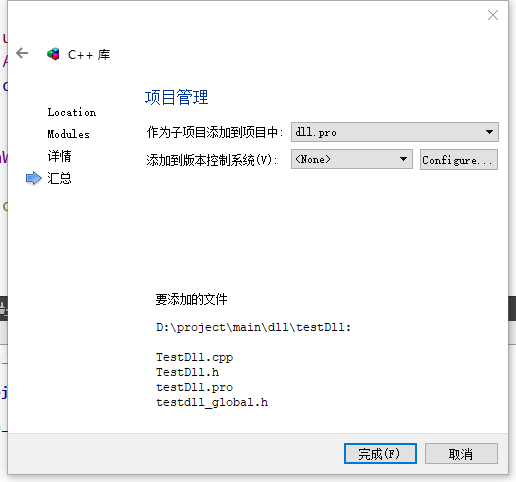 C++ 库
Location
Modules
详情
汇总
项目管理
作为子项目添加到项目中:
dll.pro
添加到版本控制系统(V):
<None>
Configure...
要添加的文件
D:\project\main\dll\testDll:
TestDll.cpp
TestDll.h
testDll.pro
testdll_global.h
完成(F)
取消